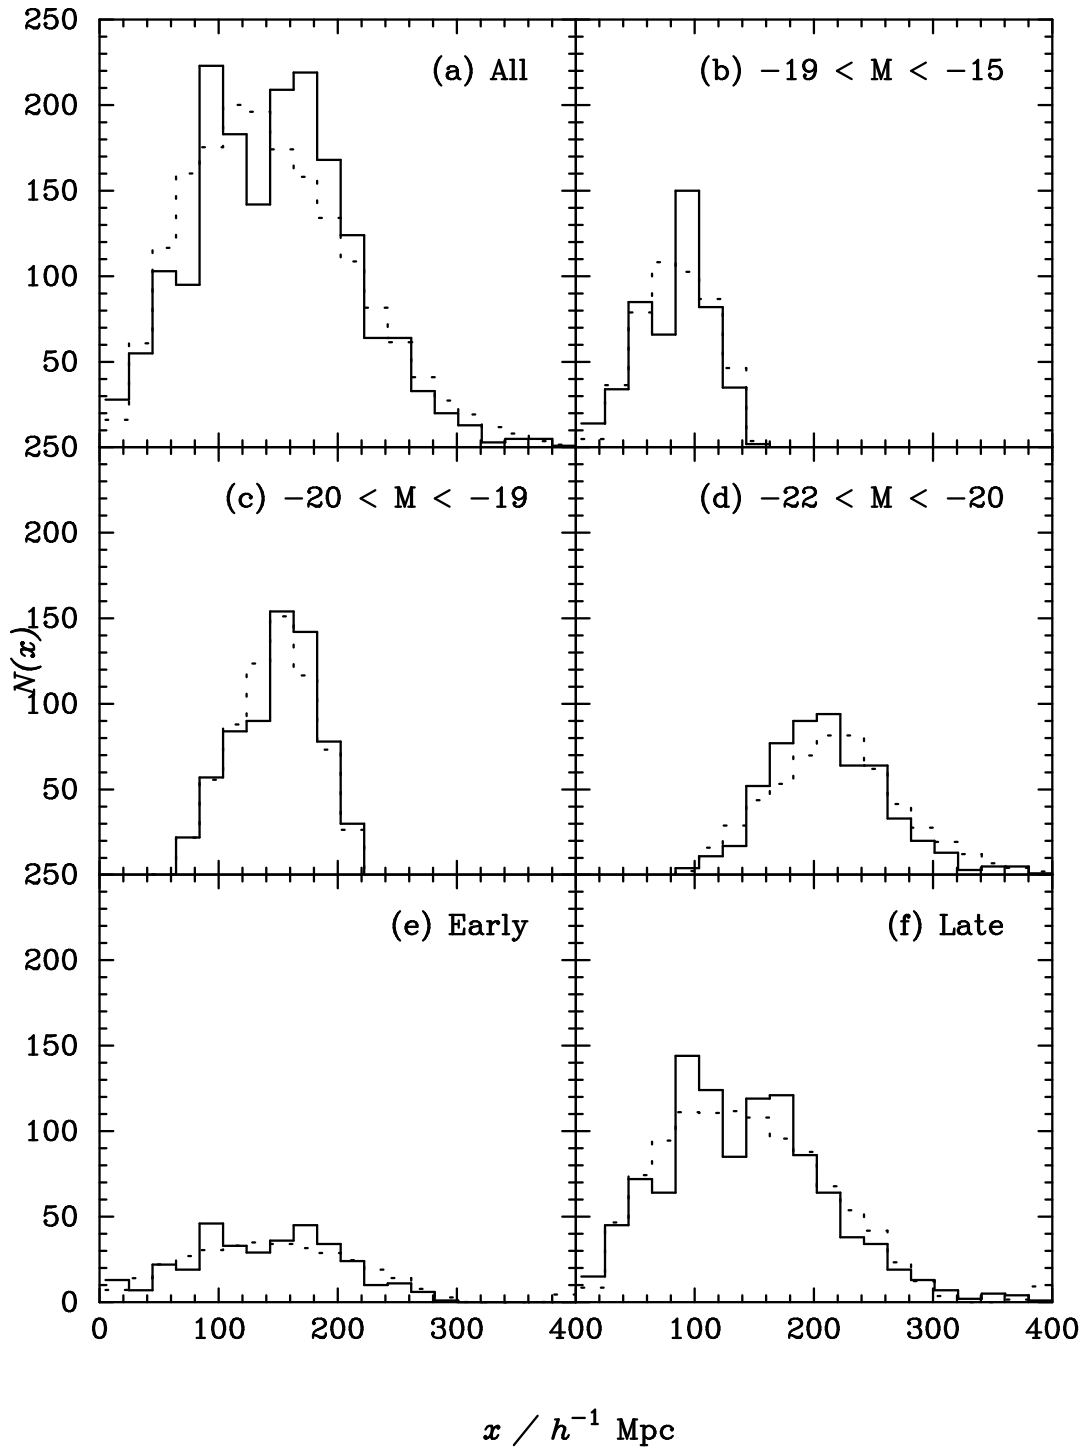 250
(a) All
(b) −19 < M < −15
200
150
100
50
250
(c) −20 < M < −19
(d) −22 < M < −20
200
150
N(x)
100
50
250
(e) Early
(f) Late
200
150
100
50
0
0 100 200 300 400 100 200 300 400
x / h⁻¹ Mpc